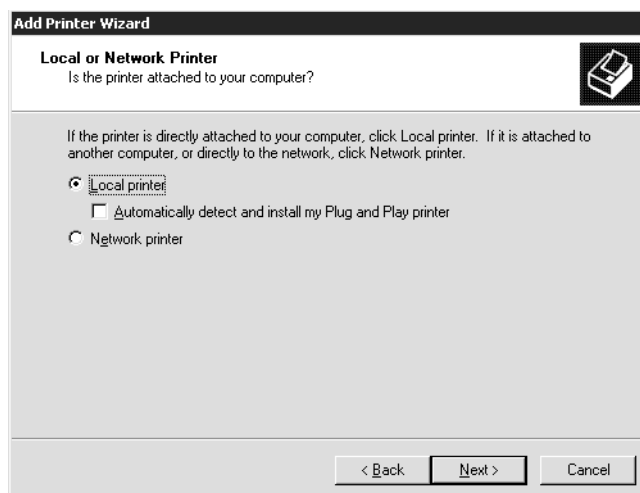 Add Printer Wizard
Local or Network Printer
Is the printer attached to your computer?
If the printer is directly attached to your computer, click Local printer.  If it is attached to
another computer, or directly to the network, click Network printer.
Local printer
Automatically detect and install my Plug and Play printer
Network printer
< Back
Next >
Cancel